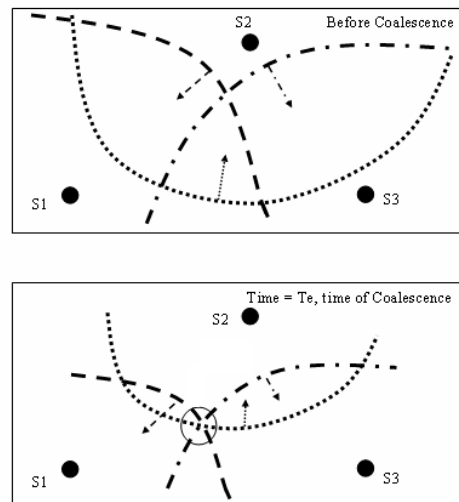 S2
Before Coalescence
S1
S3
Time = Te, time of Coalescence
S2
S1
S3